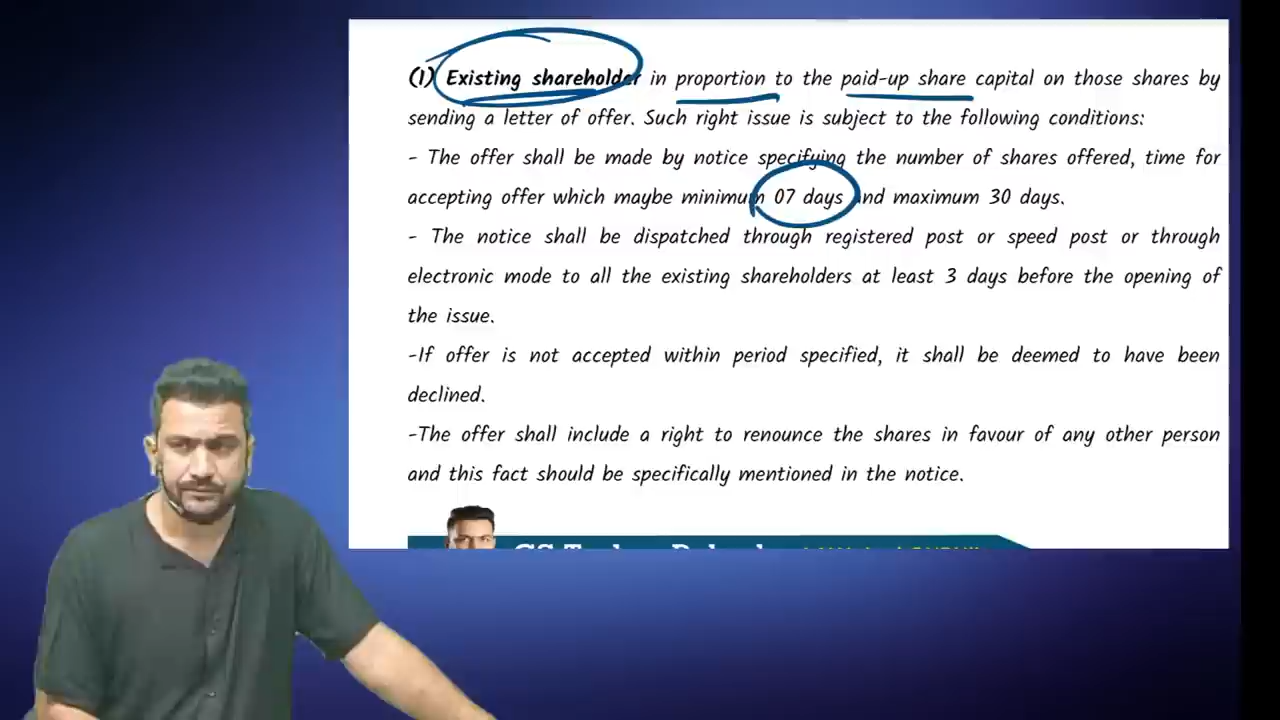 (1) Existing shareholder in proportion to the paid-up share capital on those shares by
sending a letter of offer. Such right issue is subject to the following conditions:
- The offer shall be made by notice specifying the number of shares offered, time for
accepting offer which maybe minimum 07 days and maximum 30 days.
- The notice shall be dispatched through registered post or speed post or through
electronic mode to all the existing shareholders at least 3 days before the opening of
the issue.
-If offer is not accepted within period specified, it shall be deemed to have been
declined.
-The offer shall include a right to renounce the shares in favour of any other person
and this fact should be specifically mentioned in the notice.